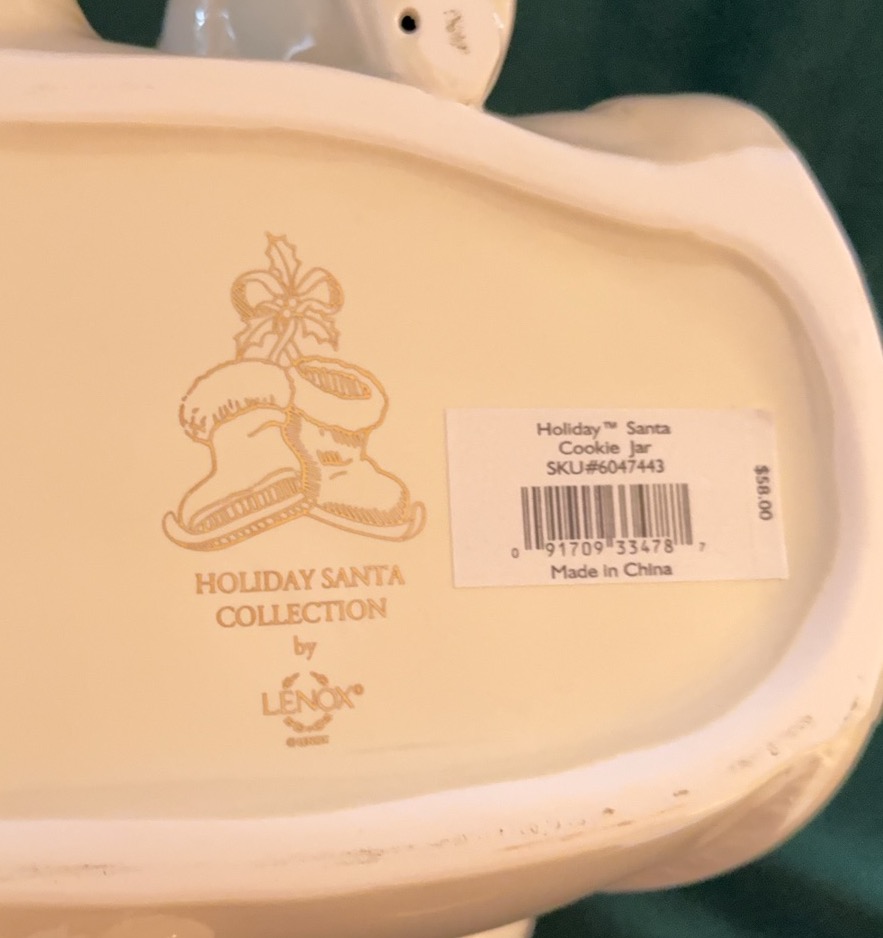 HOLIDAY SANTA
COLLECTION
by
LENOX®
Holiday™ Santa
Cookie Jar
SKU#6047443
0 91709 33478 7
Made in China
$58.00